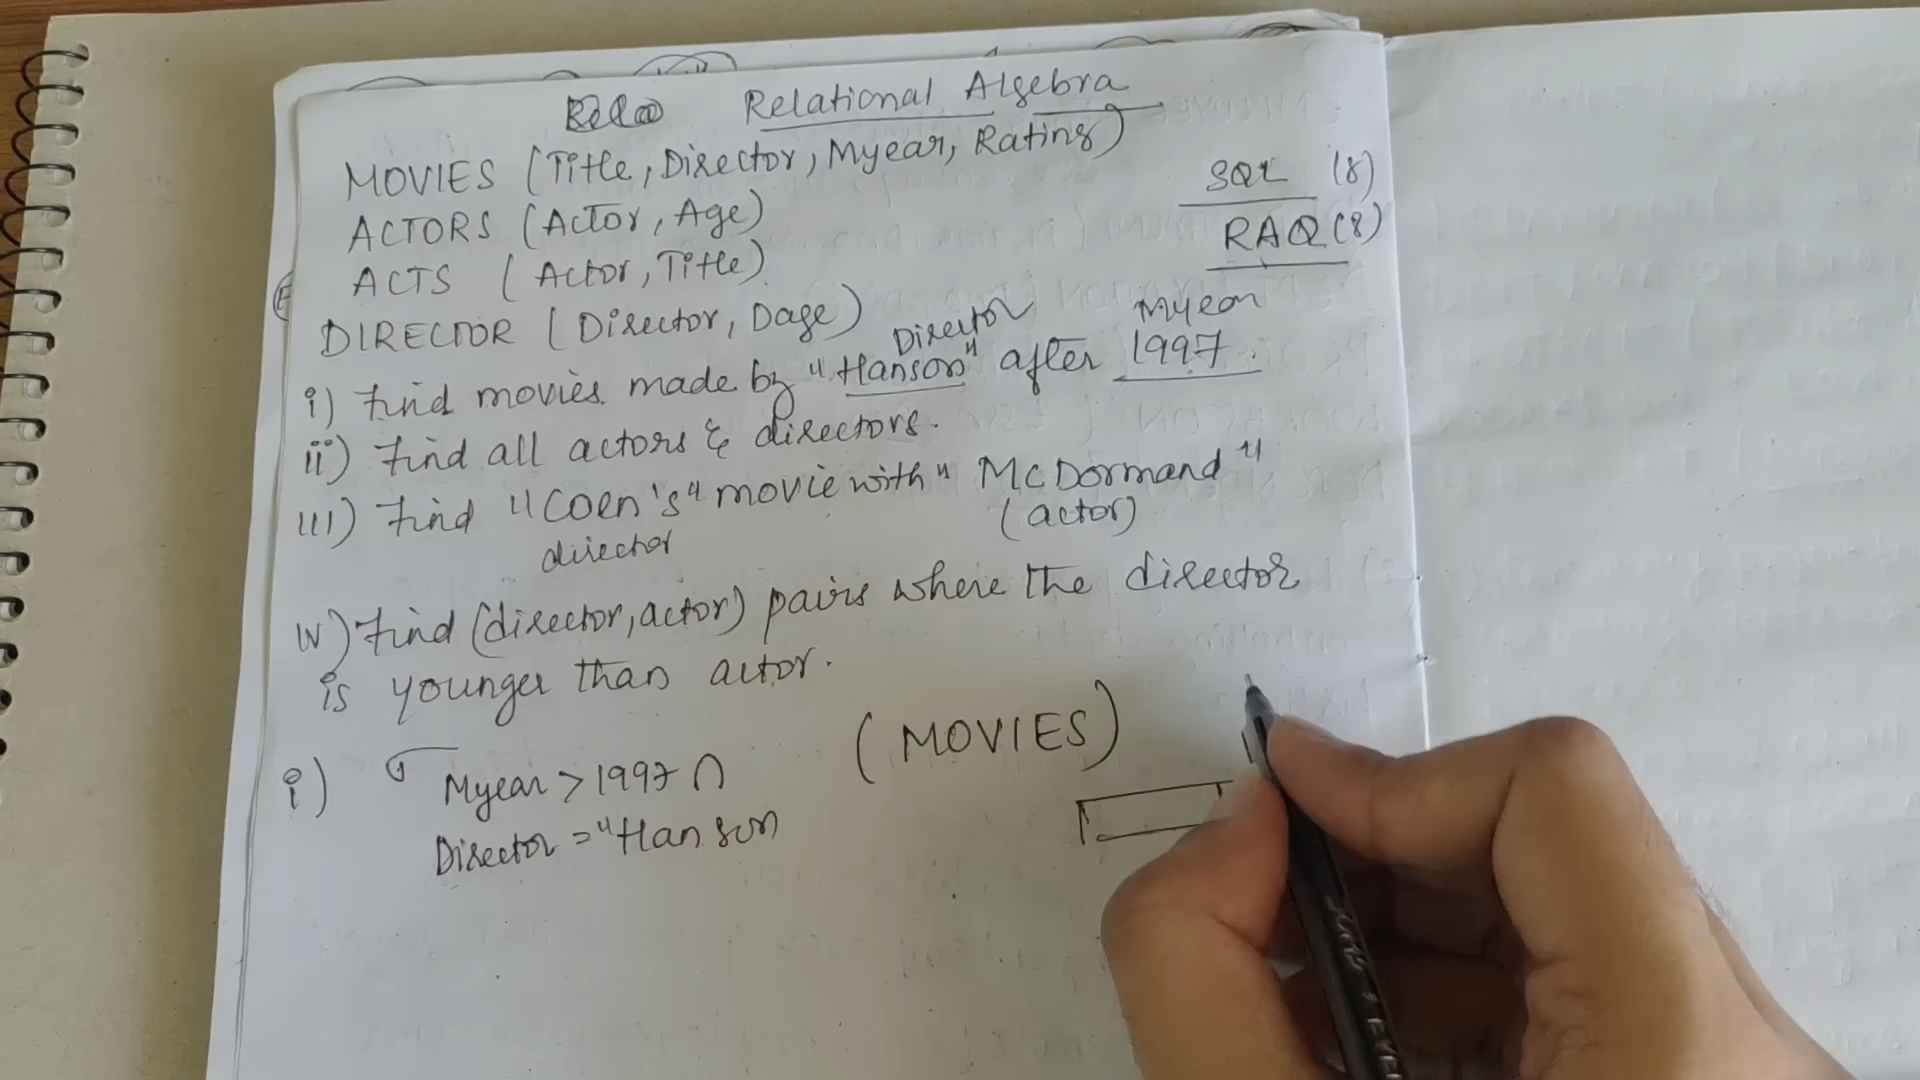 Relational Algebra
MOVIES (Title, Director, Myear, Rating)
ACTORS (Actor, Age)
ACTS (Actor, Title)
DIRECTOR (Director, Dage)
SQL (8)
RAQ (8)
Director Myear
i) Find movies made by "Hanson" after 1997.
ii) Find all actors & directors.
iii) Find "Coen's" movie with "McDormand"
director (actor)
iv) Find (director, actor) pairs where the director
is younger than actor.
i) σ Myear > 1997 ∩ (MOVIES)
Director = "Hanson